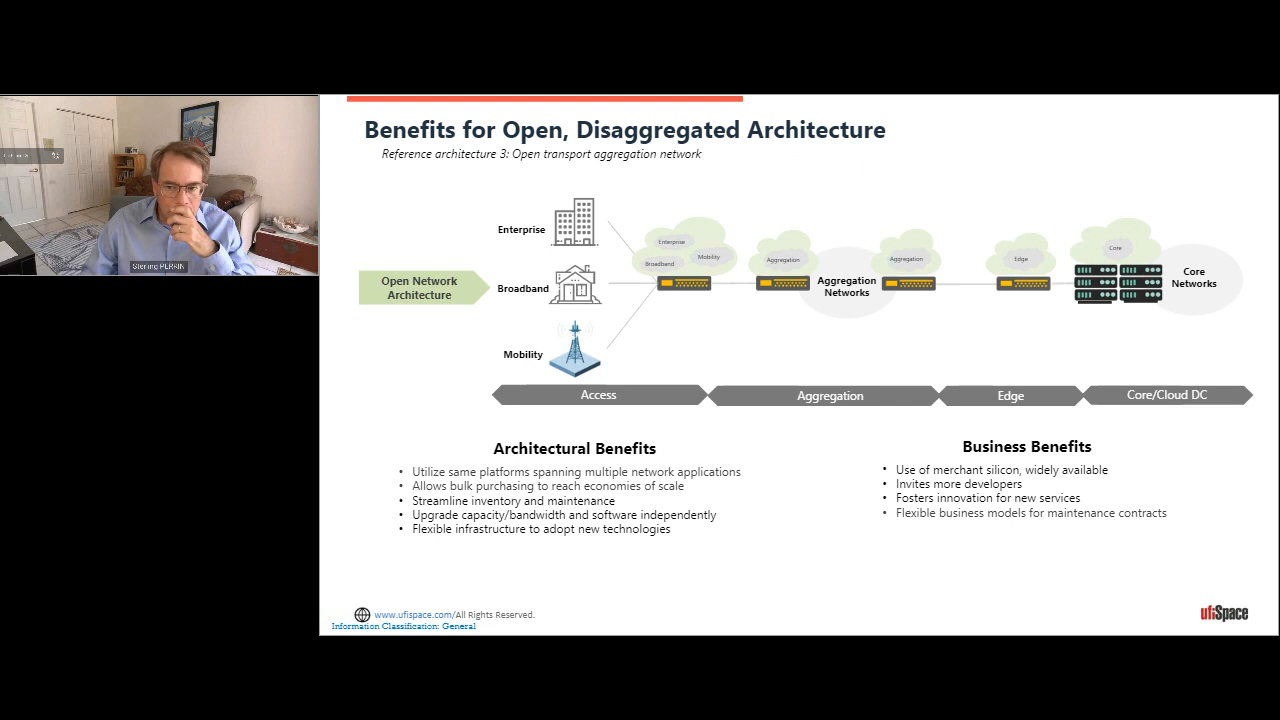 Sterling PERRIN
Benefits for Open, Disaggregated Architecture
Reference architecture 3: Open transport aggregation network
Open Network
Architecture
Enterprise
Broadband
Mobility
Enterprise
Broadband
Mobility
Aggregation
Aggregation
Networks
Aggregation
Edge
Core
Core
Networks
Access
Aggregation
Edge
Core/Cloud DC
Architectural Benefits
• Utilize same platforms spanning multiple network applications
• Allows bulk purchasing to reach economies of scale
• Streamline inventory and maintenance
• Upgrade capacity/bandwidth and software independently
• Flexible infrastructure to adopt new technologies
Business Benefits
• Use of merchant silicon, widely available
• Invites more developers
• Fosters innovation for new services
• Flexible business models for maintenance contracts
www.ufispace.com/All Rights Reserved.
Information Classification: General
ufiSpace